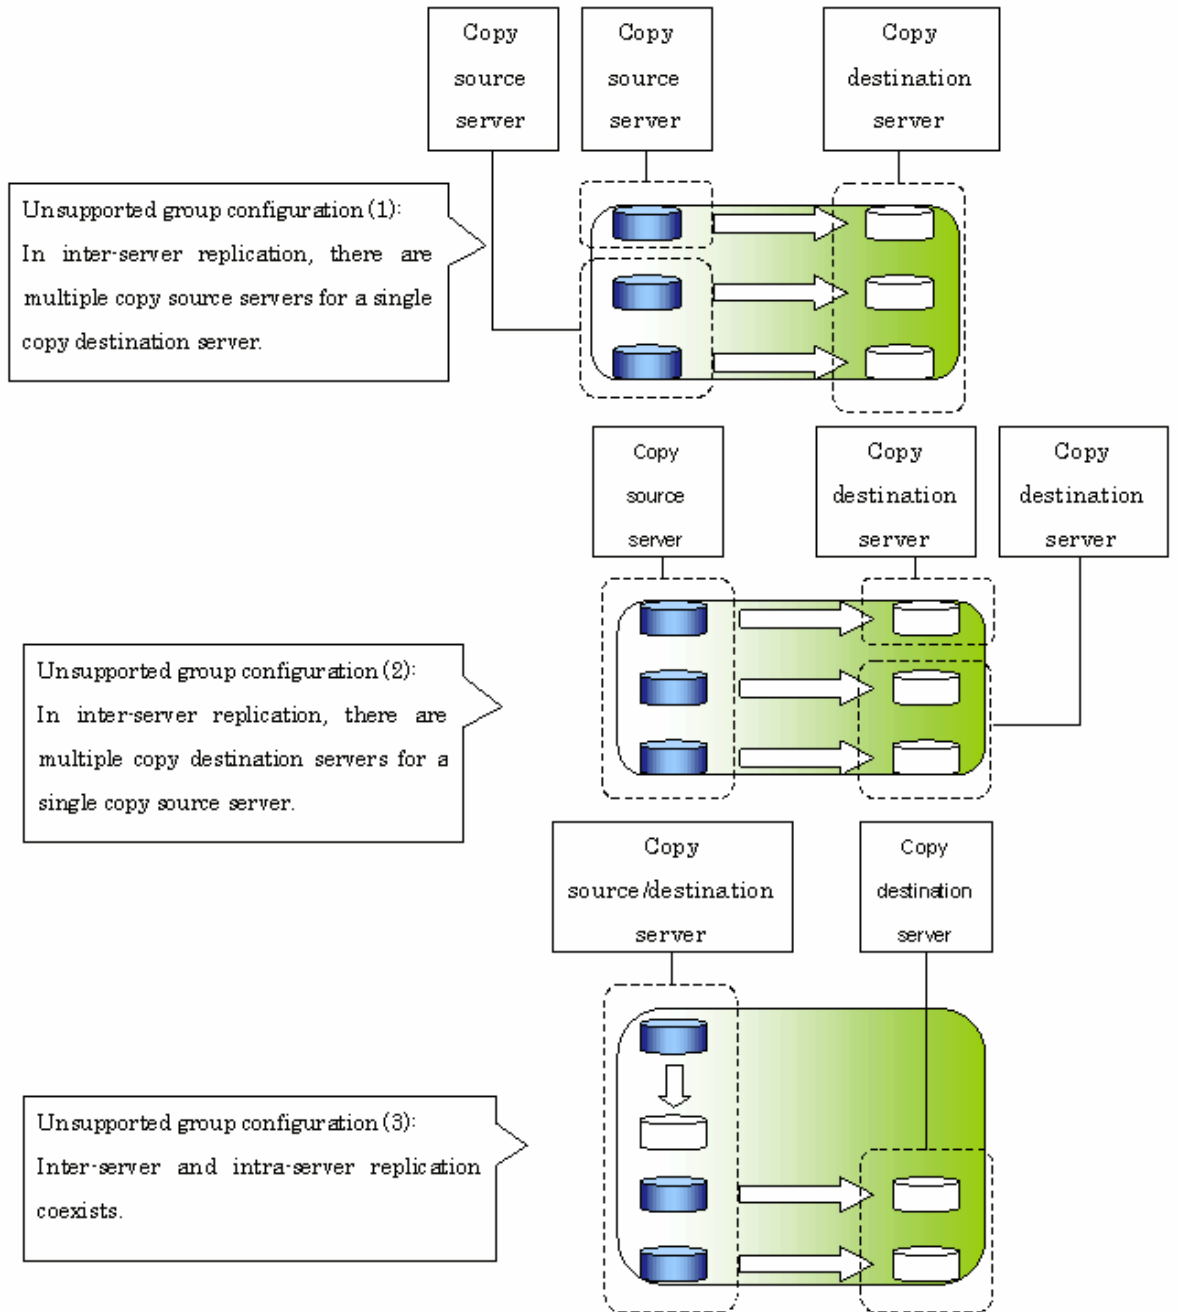 Copy
source
server
Copy
source
server
Copy
destination
server
Unsupported group configuration (1):
In inter-server replication, there are
multiple copy source servers for a single
copy destination server.
Copy
source
server
Copy
destination
server
Copy
destination
server
Unsupported group configuration (2):
In inter-server replication, there are
multiple copy destination servers for a
single copy source server.
Copy
source/destination
server
Copy
destination
server
Unsupported group configuration (3):
Inter-server and intra-server replication
coexists.